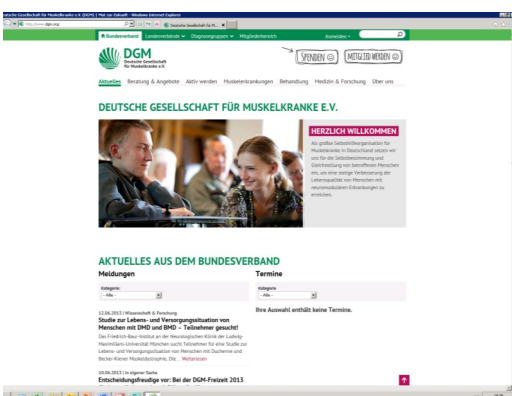 Deutsche Gesellschaft für Muskelkranke e.V. (DGM) | Mut zur Zukunft - Windows Internet Explorer
http://www.dgm.org/
Deutsche Gesellschaft für M...
Bundesverband Landesverbände Diagnosegruppen Mitgliederbereich Anmelden
DGM
Deutsche Gesellschaft
für Muskelkranke e.V.
SPENDEN
MITGLIED WERDEN
Aktuelles Beratung & Angebote Aktiv werden Muskelerkrankungen Behandlung Medizin & Forschung Über uns
DEUTSCHE GESELLSCHAFT FÜR MUSKELKRANKE E.V.
HERZLICH WILLKOMMEN
Als größte Selbsthilfeorganisation für
Muskelkranke in Deutschland setzen wir
uns für die Selbstbestimmung und
Gleichstellung von betroffenen Menschen
ein, um eine stetige Verbesserung der
Lebensqualität von Menschen mit
neuromuskulären Erkrankungen zu
erreichen.
AKTUELLES AUS DEM BUNDESVERBAND
Meldungen
Kategorie:
- Alle -
12.06.2013 | Wissenschaft & Forschung
Studie zur Lebens- und Versorgungssituation von
Menschen mit DMD und BMD – Teilnehmer gesucht!
Das Friedrich-Baur-Institut an der Neurologischen Klinik der Ludwig-
Maximilians-Universität München sucht Teilnehmer für eine Studie zur
Lebens- und Versorgungssituation von Menschen mit Duchenne und
Becker-Kiener Muskeldystrophie. Die... Weiterlesen
10.06.2013 | In eigener Sache
Entscheidungsfreudige vor: Bei der DGM-Freizeit 2013
Termine
Kategorie
- Alle -
Ihre Auswahl enthält keine Termine.